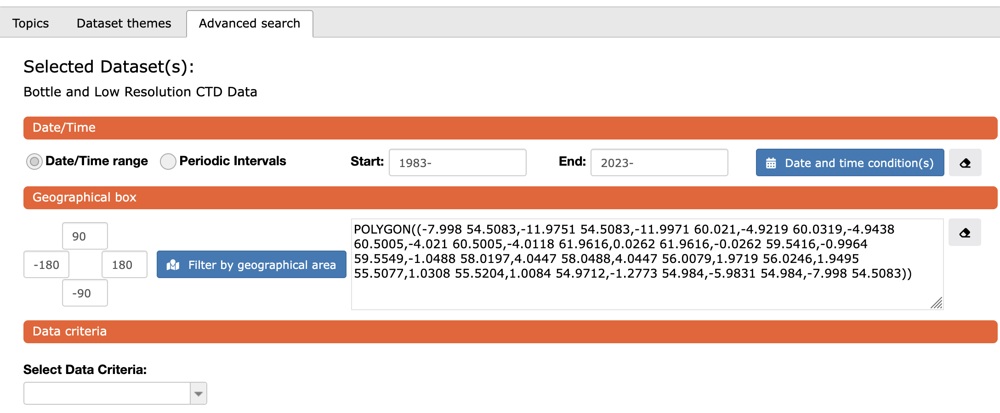 Topics Dataset themes Advanced search
Selected Dataset(s):
Bottle and Low Resolution CTD Data
Date/Time
Date/Time range Periodic Intervals Start: 1983- End: 2023- Date and time condition(s)
Geographical box
90
-180 180
-90
Filter by geographical area
POLYGON((-7.998 54.5083,-11.9751 54.5083,-11.9971 60.021,-4.9219 60.0319,-4.9438
60.5005,-4.021 60.5005,-4.0118 61.9616,0.0262 61.9616,-0.0262 59.5416,-0.9964
59.5549,-1.0488 58.0197,4.0447 58.0488,4.0447 56.0079,1.9719 56.0246,1.9495
55.5077,1.0308 55.5204,1.0084 54.9712,-1.2773 54.984,-5.9831 54.984,-7.998 54.5083))
Data criteria
Select Data Criteria: